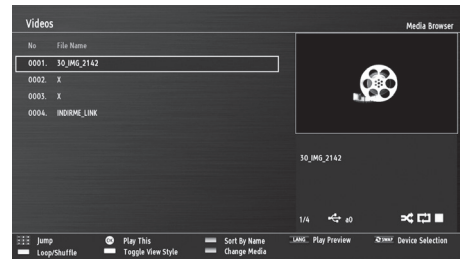 Videos
Media Browser
No File Name
0001. 30_IMG_2142
0002. X
0003. X
0004. INDIRME_LINK
30_IMG_2142
1/4 a0
Jump OK Play This Sort By Name LANG. Play Preview SWAP Device Selection
Loop/Shuffle Toggle View Style Change Media